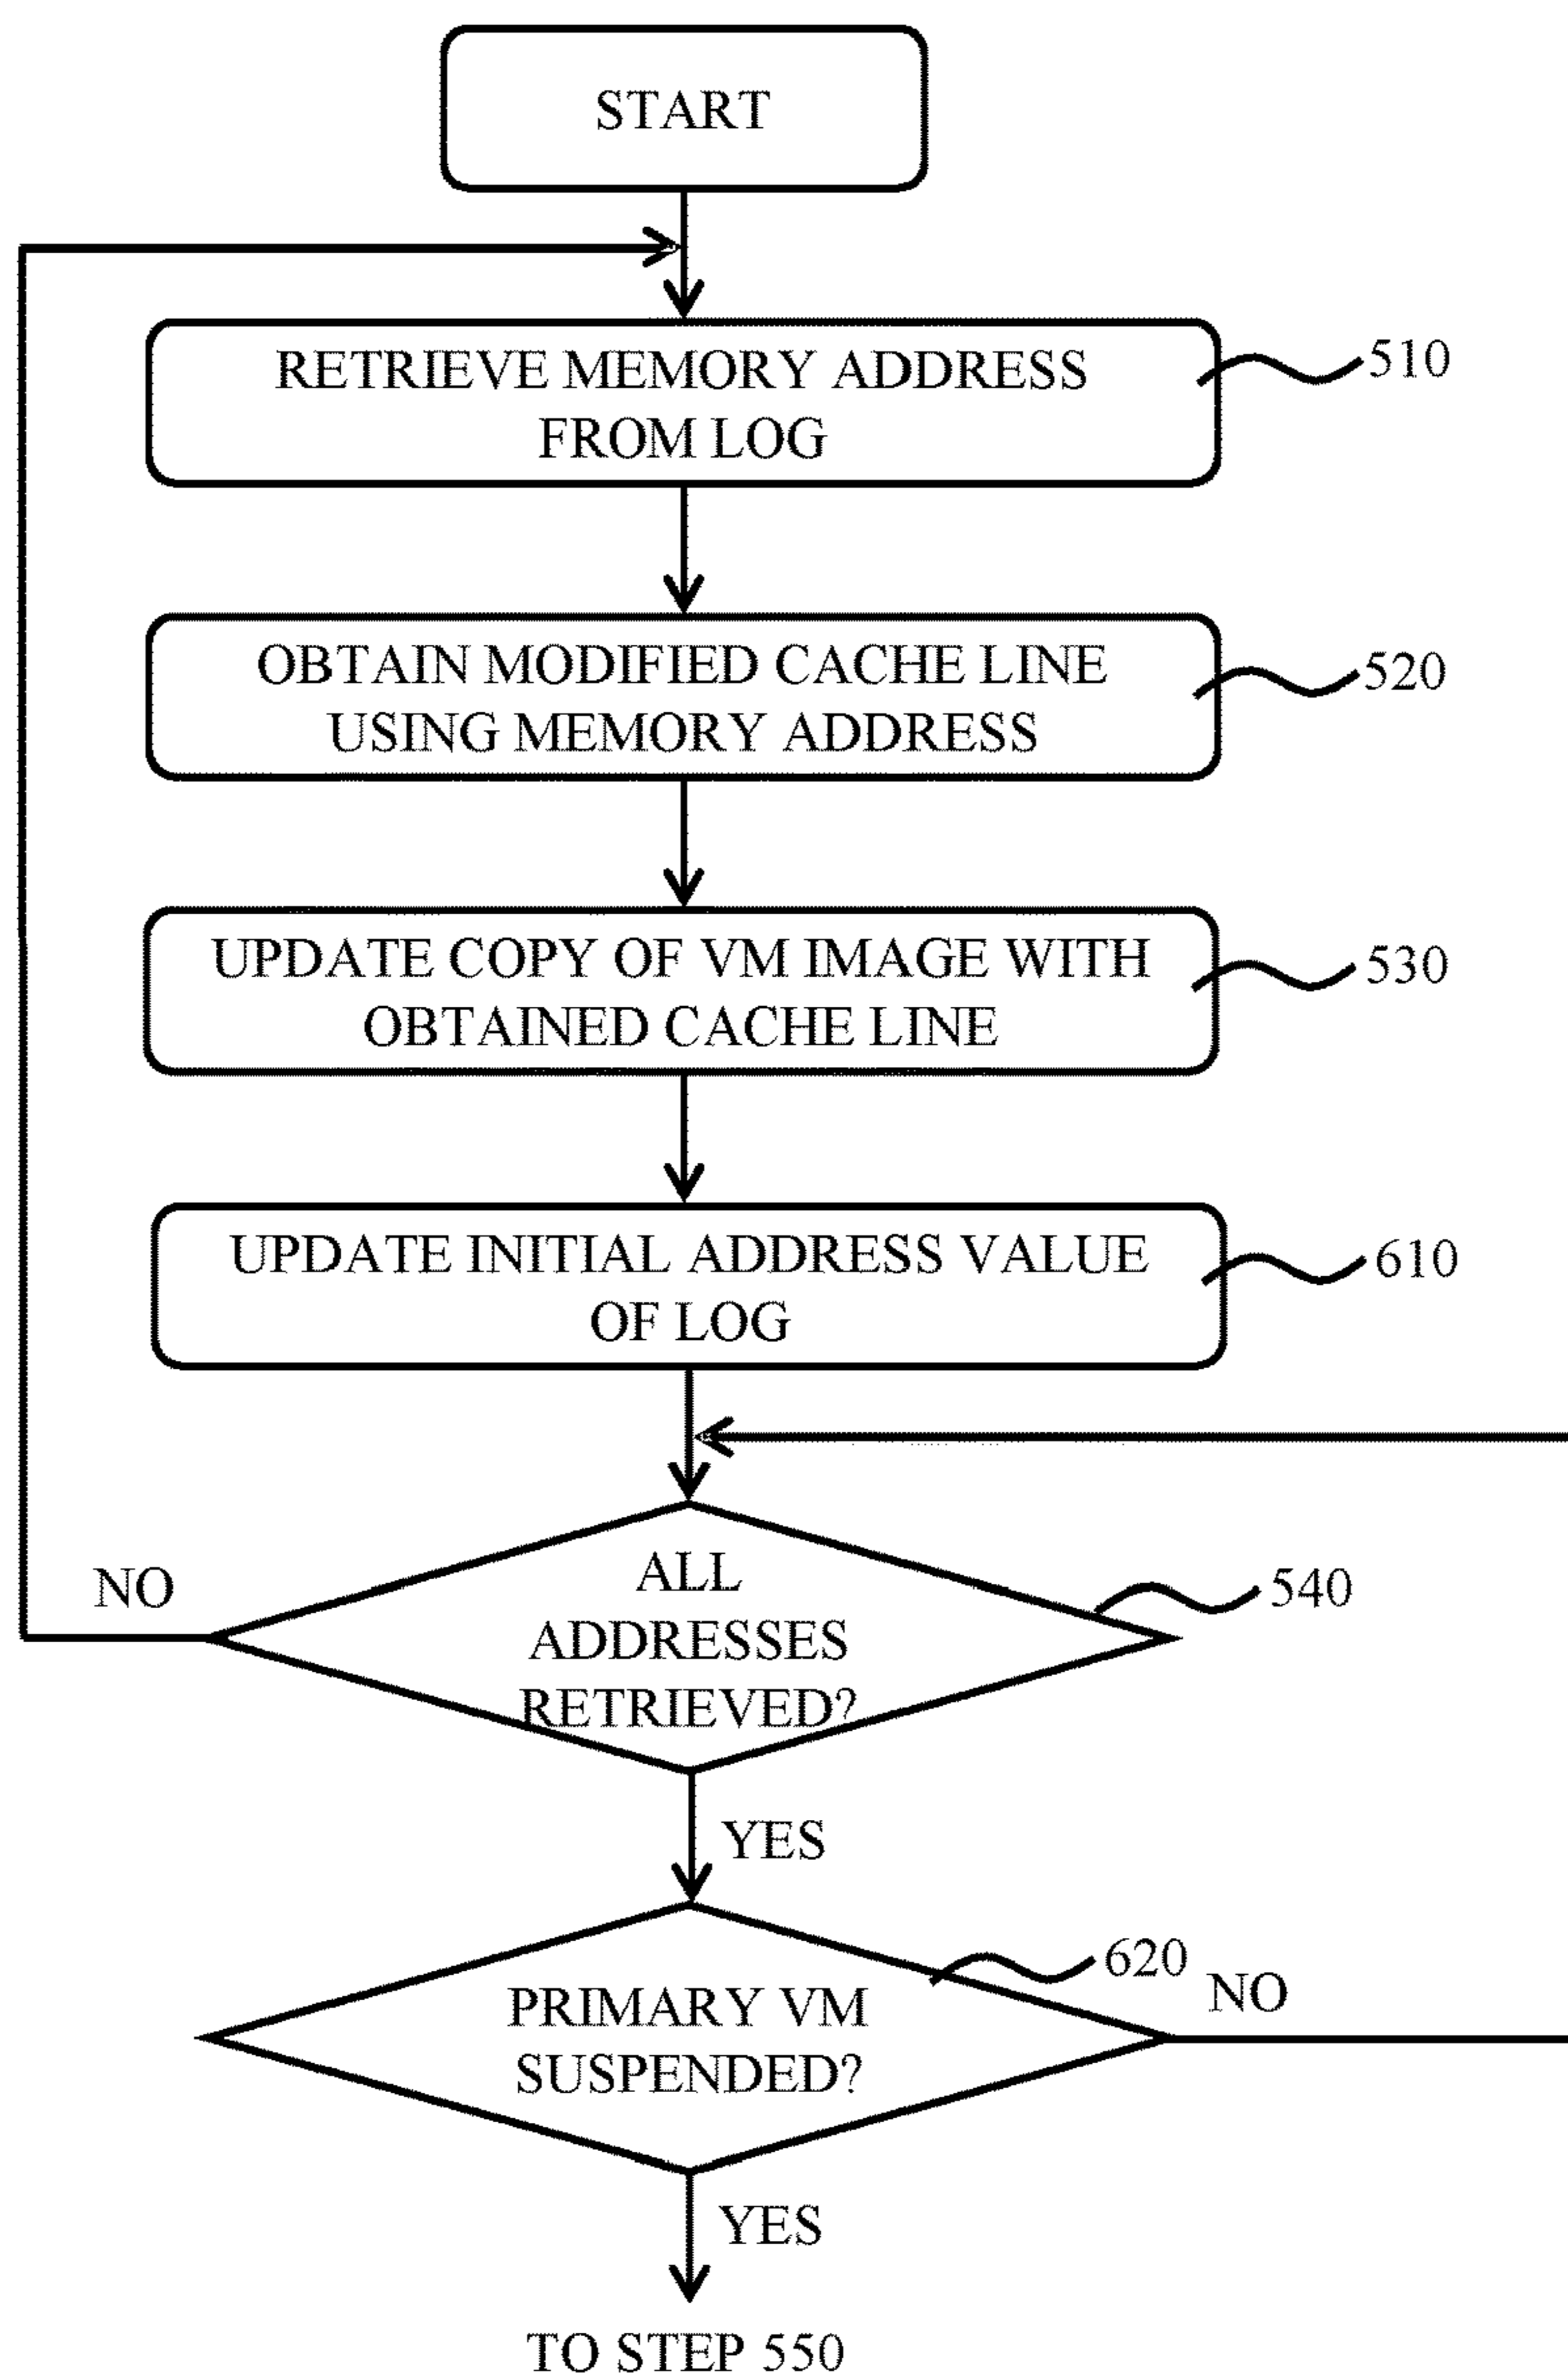 START
RETRIEVE MEMORY ADDRESS
FROM LOG
510
OBTAIN MODIFIED CACHE LINE
USING MEMORY ADDRESS
520
UPDATE COPY OF VM IMAGE WITH
OBTAINED CACHE LINE
530
UPDATE INITIAL ADDRESS VALUE
OF LOG
610
ALL
ADDRESSES
RETRIEVED?
540
NO
YES
PRIMARY VM
SUSPENDED?
620
NO
YES
TO STEP 550